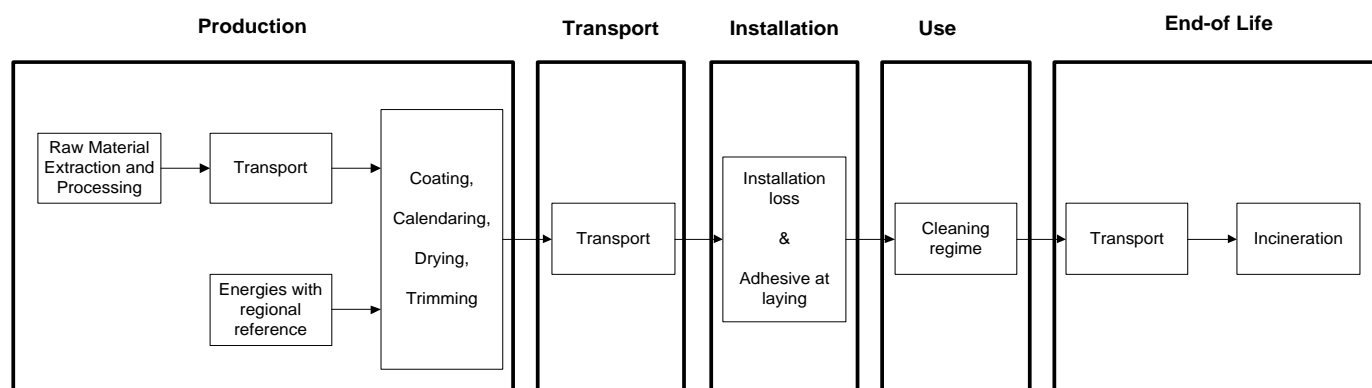 Production
Transport
Installation
Use
End-of Life
Raw Material
Extraction and
Processing
Transport
Energies with
regional
reference
Coating,
Calendaring,
Drying,
Trimming
Transport
Installation
loss
&
Adhesive at
laying
Cleaning
regime
Transport
Incineration